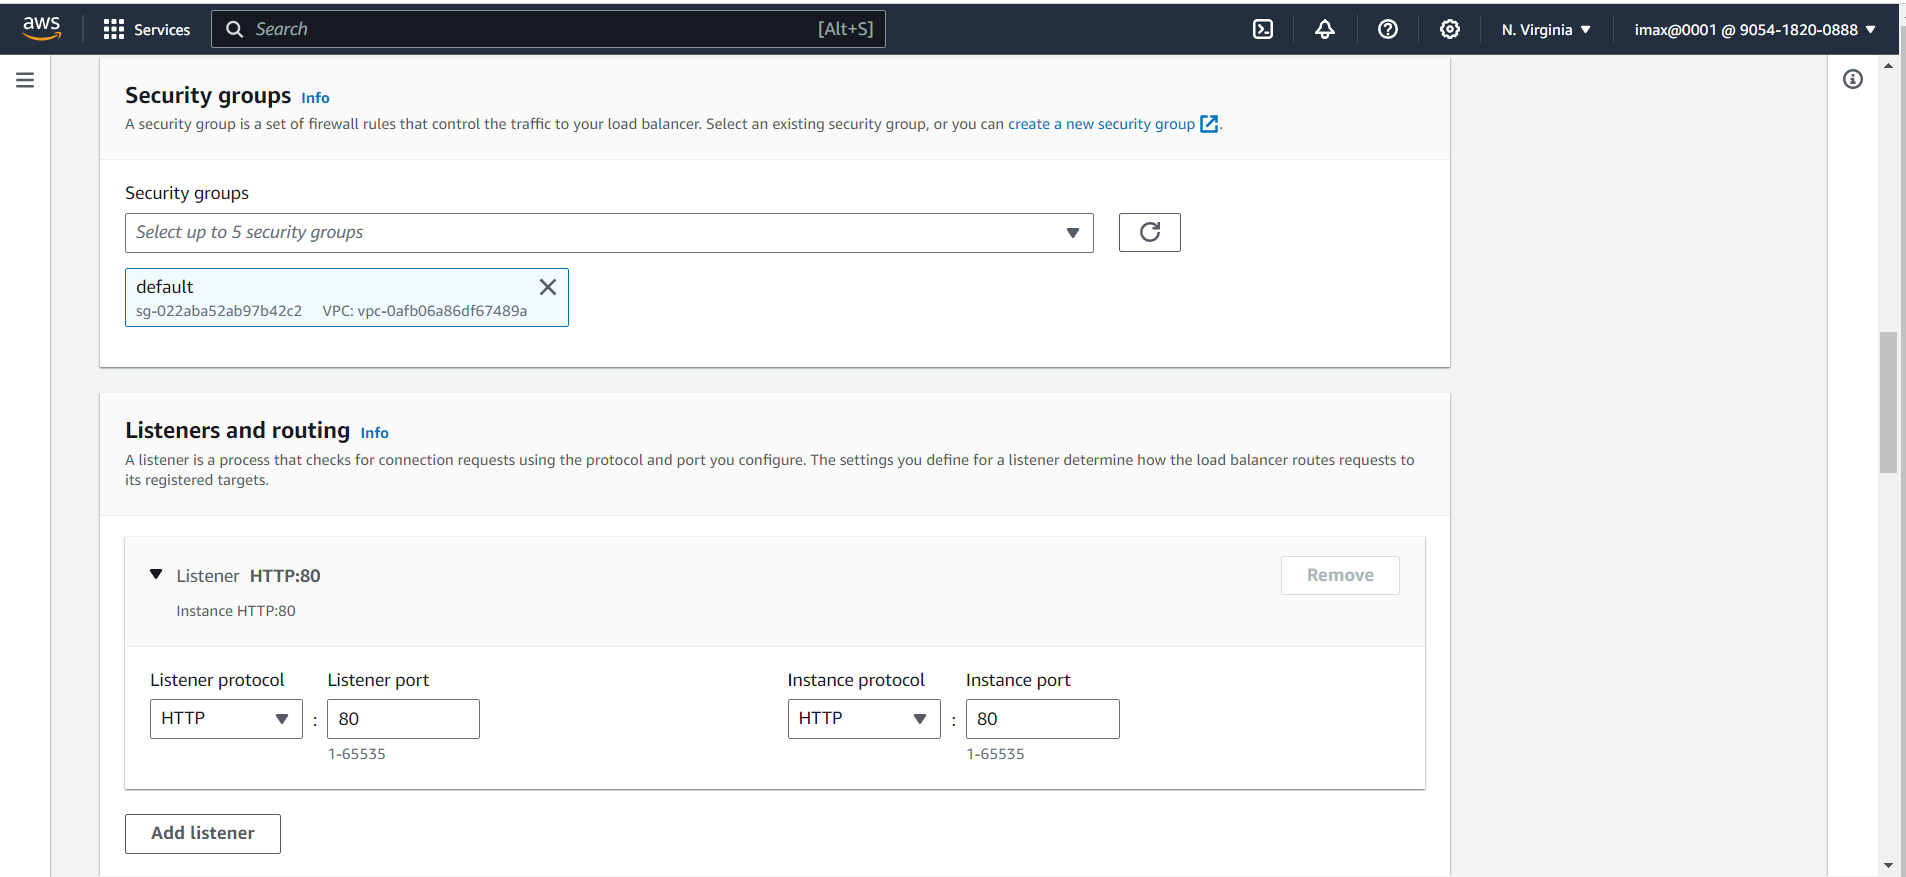 aws Services Search [Alt+S] N. Virginia imax@0001 @ 9054-1820-0888
Security groups Info
A security group is a set of firewall rules that control the traffic to your load balancer. Select an existing security group, or you can create a new security group .
Security groups
Select up to 5 security groups
default
sg-022aba52ab97b42c2 VPC: vpc-0afb06a86df67489a
Listeners and routing Info
A listener is a process that checks for connection requests using the protocol and port you configure. The settings you define for a listener determine how the load balancer routes requests to
its registered targets.
Listener HTTP:80 Remove
Instance HTTP:80
Listener protocol Listener port Instance protocol Instance port
HTTP : 80 HTTP : 80
1-65535 1-65535
Add listener